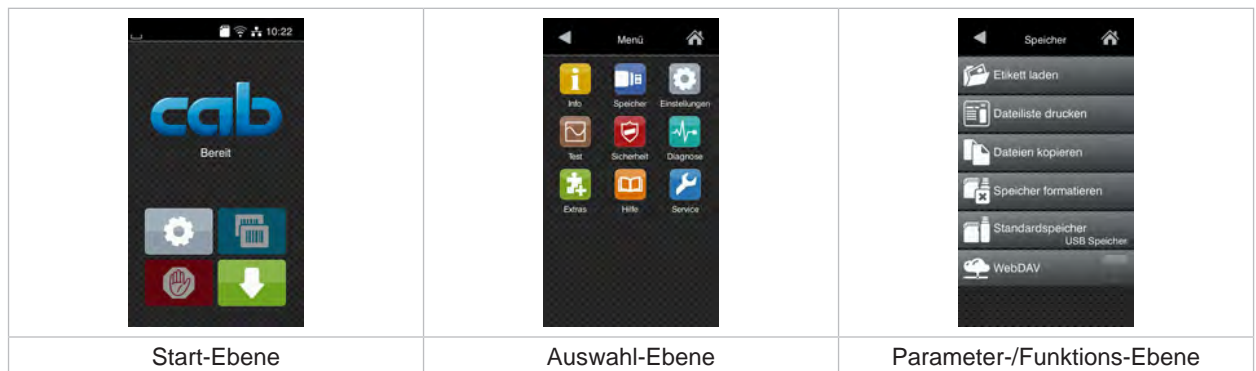 10:22
cab
Bereit
Menü
Info Speicher Einstellungen
Test Sicherheit Diagnose
Extras Hilfe Service
Speicher
Etikett laden
Dateiliste drucken
Dateien kopieren
Speicher formatieren
Standardspeicher
USB Speicher
WebDAV
Start-Ebene
Auswahl-Ebene
Parameter-/Funktions-Ebene